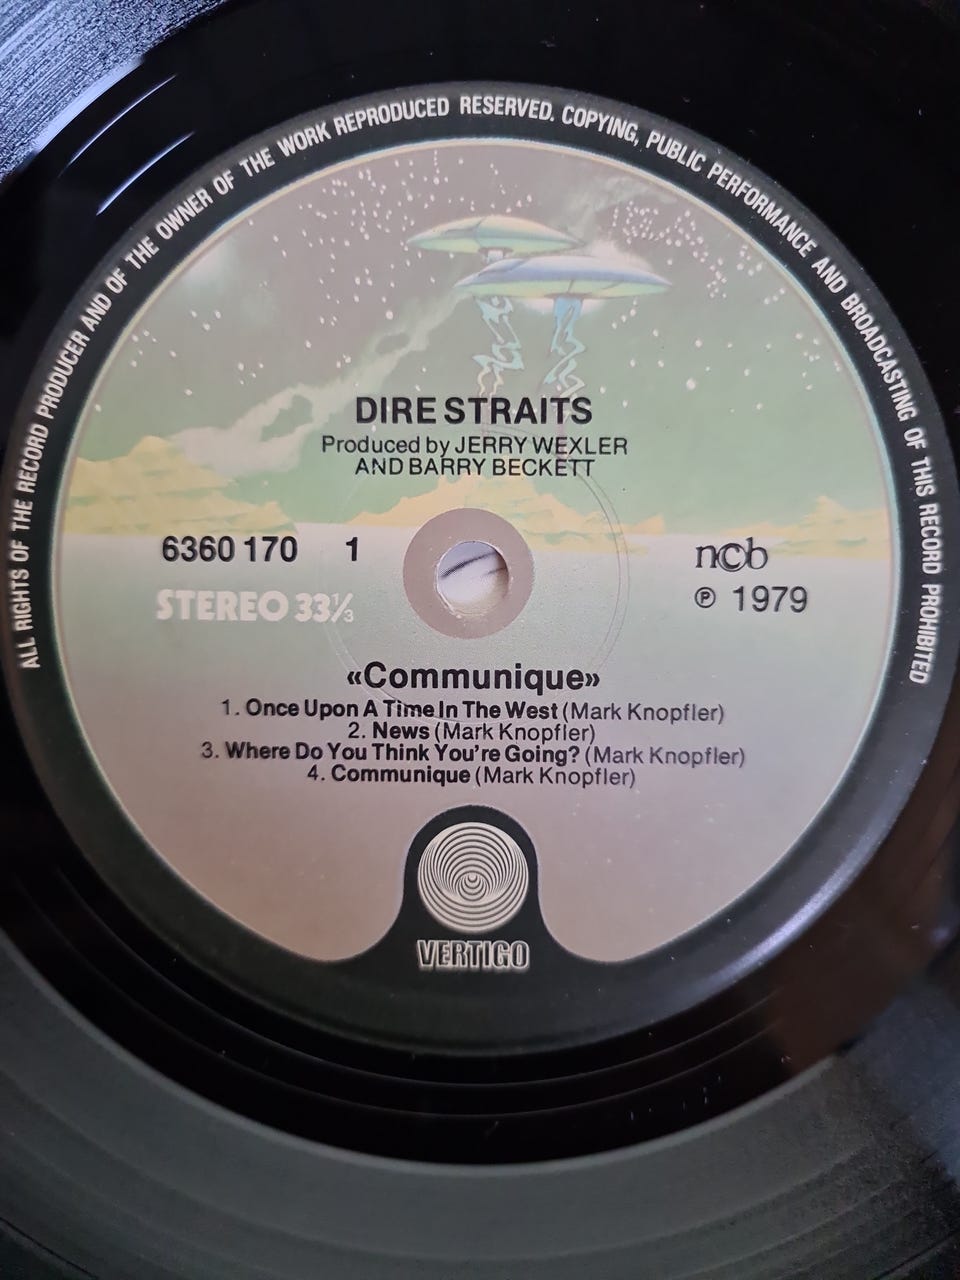 ALL RIGHTS OF THE RECORD PRODUCER AND OF THE OWNER OF THE WORK REPRODUCED RESERVED. COPYING, PUBLIC PERFORMANCE AND BROADCASTING OF THIS RECORD PROHIBITED
DIRE STRAITS
Produced by JERRY WEXLER
AND BARRY BECKETT
6360 170 1
STEREO 33⅓
ncb
℗ 1979
«Communique»
1. Once Upon A Time In The West (Mark Knopfler)
2. News (Mark Knopfler)
3. Where Do You Think You're Going? (Mark Knopfler)
4. Communique (Mark Knopfler)
VERTIGO